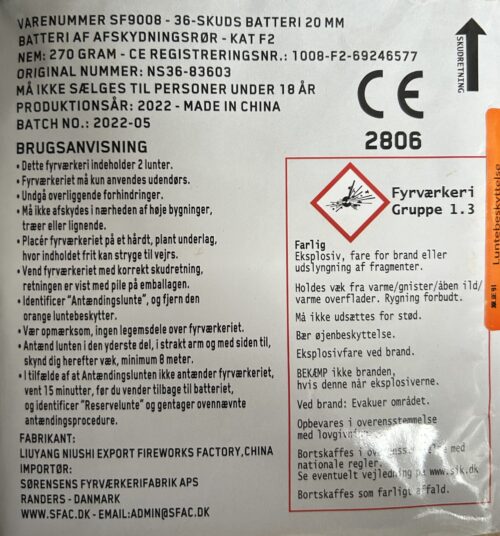 VARENUMMER SF9008 - 36-SKUDS BATTERI 20 MM
BATTERI AF AFSKYDNINGSRØR - KAT F2
NEM: 270 GRAM - CE REGISTRERINGSNR.: 1008-F2-69246577
ORIGINAL NUMMER: NS36-83603
MÅ IKKE SÆLGES TIL PERSONER UNDER 18 ÅR
PRODUKTIONSÅR: 2022 - MADE IN CHINA
BATCH NO.: 2022-05
SKUDRETNING
CE
2806
BRUGSANVISNING
• Dette fyrværkeri indeholder 2 lunter.
• Fyrværkeriet må kun anvendes udendørs.
• Undgå overliggende forhindringer.
• Må ikke afskydes i nærheden af høje bygninger,
træer eller lignende.
• Placér fyrværkeriet på et hårdt, plant underlag,
hvor indholdet frit kan stryge til vejrs.
• Vend fyrværkeriet med korrekt skudretning,
retningen er vist med pile på emballagen.
• Identificer "Antændingslunte", og fjern den
orange luntebeskytter.
• Vær opmærksom, ingen legemsdele over fyrværkeriet.
• Antænd lunten i den yderste del, i strakt arm og med siden til,
skynd dig herefter væk, minimum 8 meter.
• I tilfælde af at Antændingslunten ikke antænder fyrværkeriet,
vent 15 minutter, før du vender tilbage til batteriet,
og identificer "Reservelunte" og gentager ovennævnte
antændingsprocedure.
FABRIKANT:
LIUYANG NIUSHI EXPORT FIREWORKS FACTORY,CHINA
IMPORTØR:
SØRENSENS FYRVÆRKERIFABRIK APS
RANDERS - DANMARK
WWW.SFAC.DK - EMAIL:ADMIN@SFAC.DK
Fyrværkeri
Gruppe 1.3
Farlig
Eksplosiv, fare for brand eller
udslyngning af fragmenter.
Holdes væk fra varme/gnister/åben ild/
varme overflader. Rygning forbudt.
Må ikke udsættes for stød.
Bær øjenbeskyttelse.
Eksplosivfare ved brand.
BEKÆMP ikke branden,
hvis denne når eksplosiverne.
Ved brand: Evakuer området.
Opbevares i overensstemmelse
med lovgivningen.
Bortskaffes i overensstemmelse med
nationale regler.
Se eventuelt vejledning på www.sik.dk
Bortskaffes som farligt affald.
Luntebeskyttelse